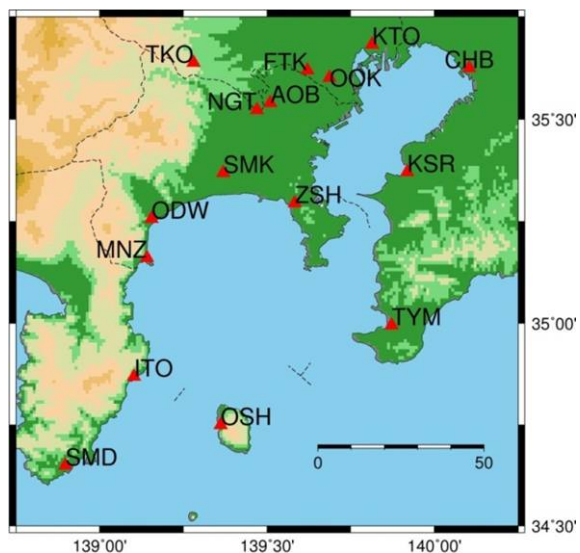 KTO
TKO
FTK
CHB
OOK
AOB
NGT
35˚30'
SMK
KSR
ZSH
ODW
MNZ
TYM
35˚00'
ITO
OSH
SMD
0
50
34˚30'
139˚00'
139˚30'
140˚00'